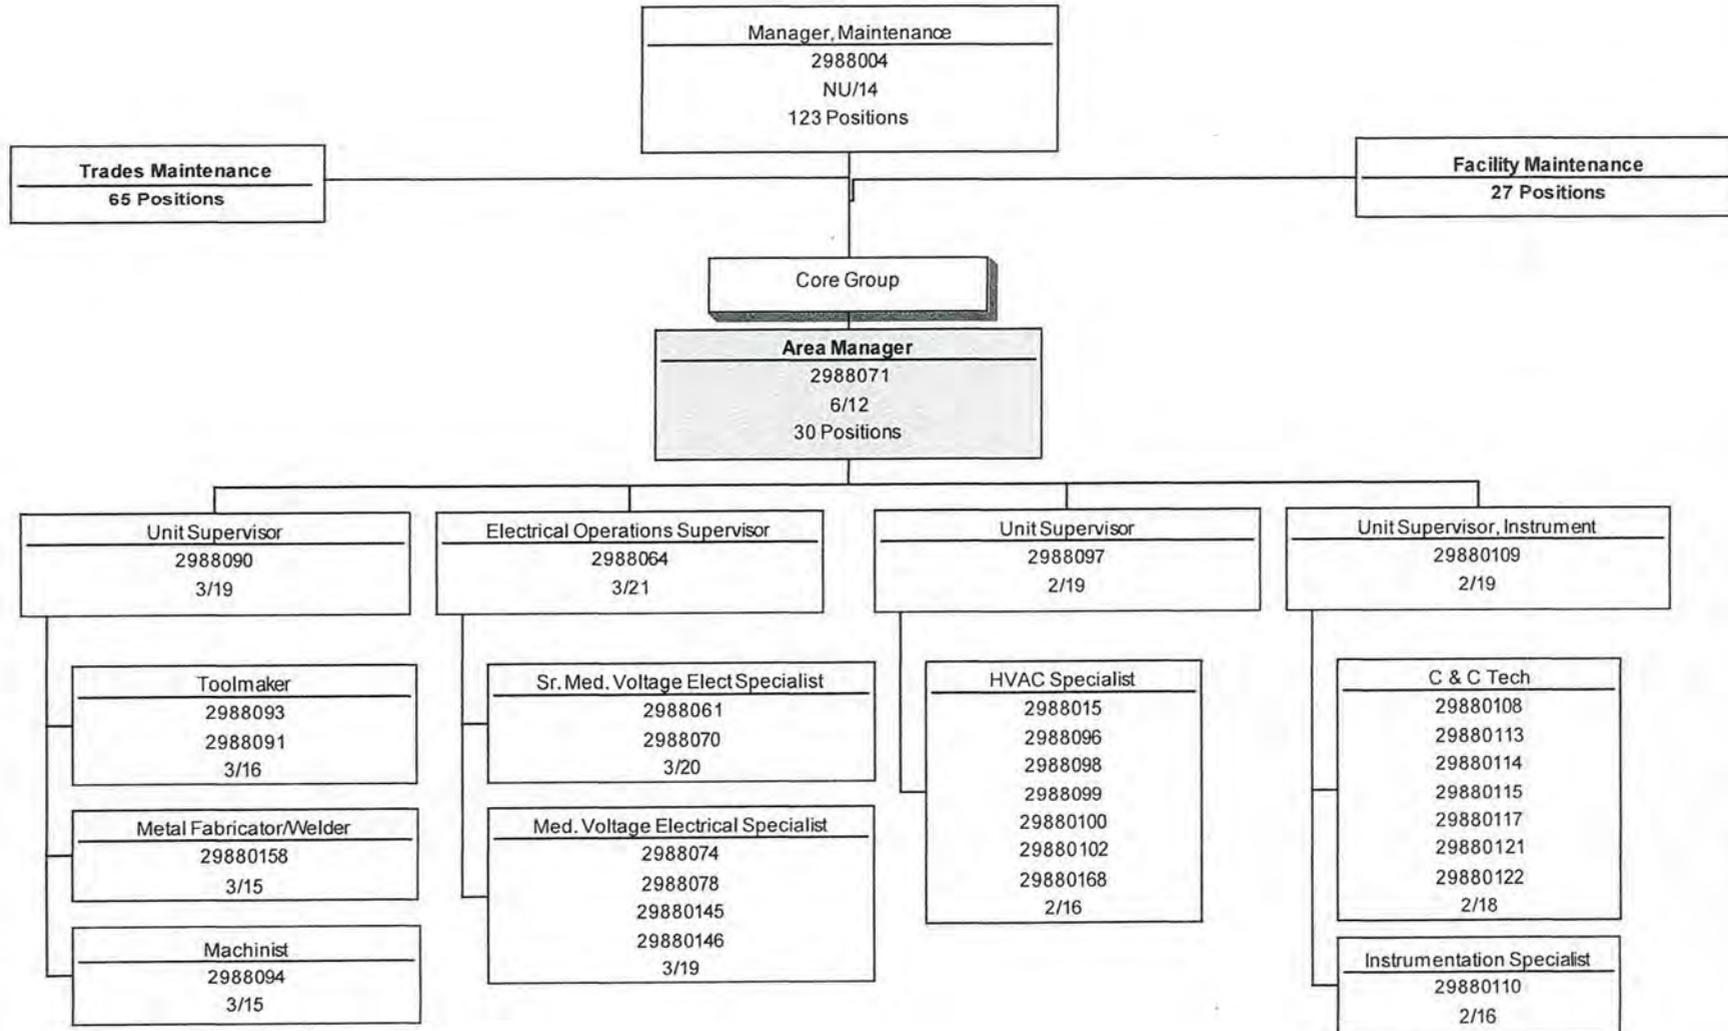 Manager, Maintenance
2988004
NU/14
123 Positions
Trades Maintenance
65 Positions
Facility Maintenance
27 Positions
Core Group
Area Manager
2988071
6/12
30 Positions
Unit Supervisor
2988090
3/19
Electrical Operations Supervisor
2988064
3/21
Unit Supervisor
2988097
2/19
Unit Supervisor, Instrument
29880109
2/19
Toolmaker
2988093
2988091
3/16
Metal Fabricator/Welder
29880158
3/15
Machinist
2988094
3/15
Sr. Med. Voltage Elect Specialist
2988061
2988070
3/20
Med. Voltage Electrical Specialist
2988074
2988078
29880145
29880146
3/19
HVAC Specialist
2988015
2988096
2988098
2988099
29880100
29880102
29880168
2/16
C & C Tech
29880108
29880113
29880114
29880115
29880117
29880121
29880122
2/18
Instrumentation Specialist
29880110
2/16